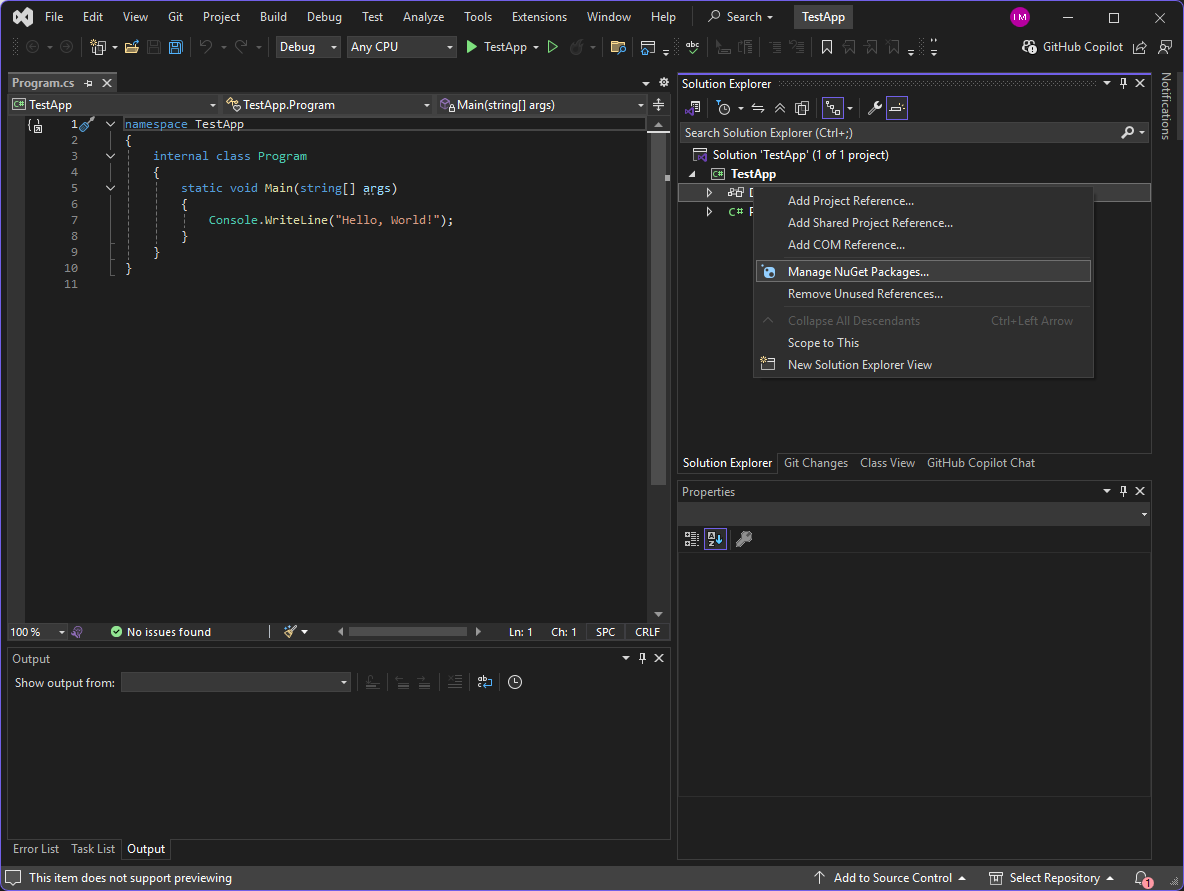 File Edit View Git Project Build Debug Test Analyze Tools Extensions Window Help Search TestApp IM
Debug Any CPU TestApp GitHub Copilot
Program.cs
TestApp TestApp.Program Main(string[] args)
1 namespace TestApp
2 {
3 internal class Program
4 {
5 static void Main(string[] args)
6 {
7 Console.WriteLine("Hello, World!");
8 }
9 }
10 }
11
100 % No issues found Ln: 1 Ch: 1 SPC CRLF
Output
Show output from:
Error List Task List Output
Solution Explorer
Search Solution Explorer (Ctrl+;)
Solution 'TestApp' (1 of 1 project)
C# TestApp
C#
Add Project Reference...
Add Shared Project Reference...
Add COM Reference...
Manage NuGet Packages...
Remove Unused References...
Collapse All Descendants Ctrl+Left Arrow
Scope to This
New Solution Explorer View
Solution Explorer Git Changes Class View GitHub Copilot Chat
Properties
Notifications
This item does not support previewing Add to Source Control Select Repository 1